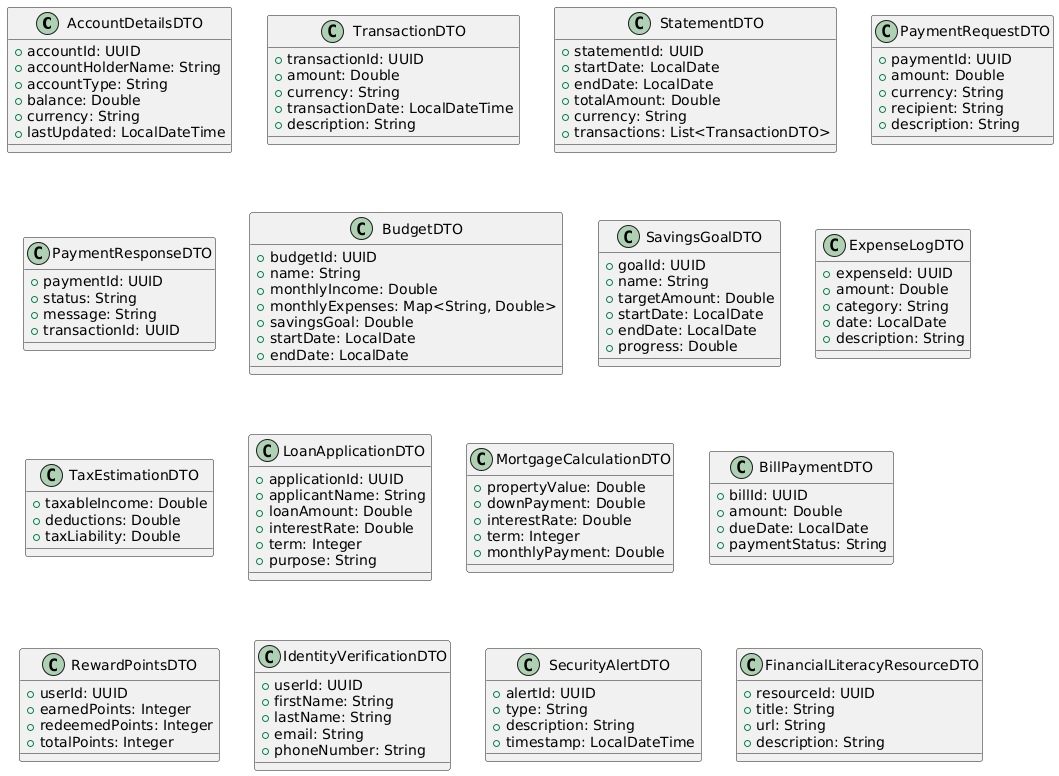 C AccountDetailsDTO
accountId: UUID
accountHolderName: String
accountType: String
balance: Double
currency: String
lastUpdated: LocalDateTime
C TransactionDTO
transactionId: UUID
amount: Double
currency: String
transactionDate: LocalDateTime
description: String
C StatementDTO
statementId: UUID
startDate: LocalDate
endDate: LocalDate
totalAmount: Double
currency: String
transactions: List<TransactionDTO>
C PaymentRequestDTO
paymentId: UUID
amount: Double
currency: String
recipient: String
description: String
C PaymentResponseDTO
paymentId: UUID
status: String
message: String
transactionId: UUID
C BudgetDTO
budgetId: UUID
name: String
monthlyIncome: Double
monthlyExpenses: Map<String, Double>
savingsGoal: Double
startDate: LocalDate
endDate: LocalDate
C SavingsGoalDTO
goalId: UUID
name: String
targetAmount: Double
startDate: LocalDate
endDate: LocalDate
progress: Double
C ExpenseLogDTO
expenseId: UUID
amount: Double
category: String
date: LocalDate
description: String
C TaxEstimationDTO
taxableIncome: Double
deductions: Double
taxLiability: Double
C LoanApplicationDTO
applicationId: UUID
applicantName: String
loanAmount: Double
interestRate: Double
term: Integer
purpose: String
C MortgageCalculationDTO
propertyValue: Double
downPayment: Double
interestRate: Double
term: Integer
monthlyPayment: Double
C BillPaymentDTO
billId: UUID
amount: Double
dueDate: LocalDate
paymentStatus: String
C RewardPointsDTO
userId: UUID
earnedPoints: Integer
redeemedPoints: Integer
totalPoints: Integer
C IdentityVerificationDTO
userId: UUID
firstName: String
lastName: String
email: String
phoneNumber: String
C SecurityAlertDTO
alertId: UUID
type: String
description: String
timestamp: LocalDateTime
C FinancialLiteracyResourceDTO
resourceId: UUID
title: String
url: String
description: String